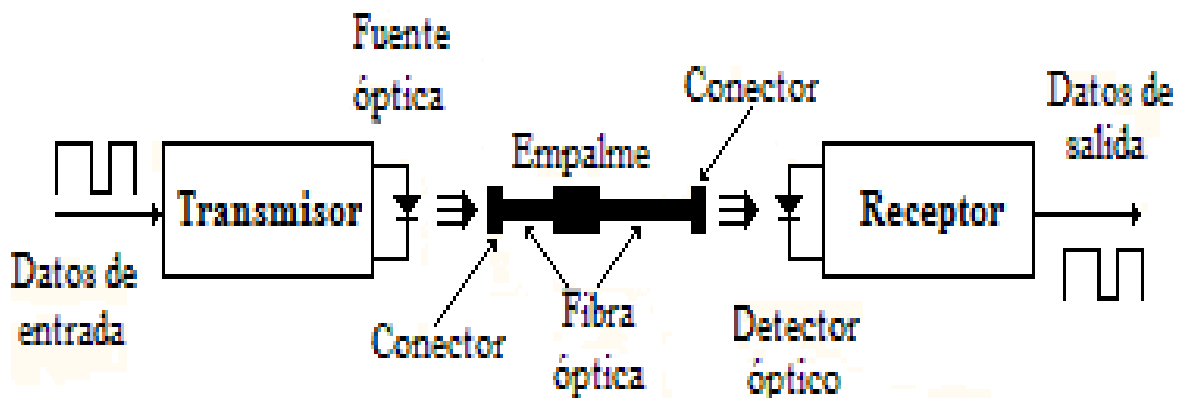 Fuente
óptica
Conector
Datos de
salida
Empalme
Transmisor
Receptor
Datos de
entrada
Conector
Fibra
óptica
Detector
óptico